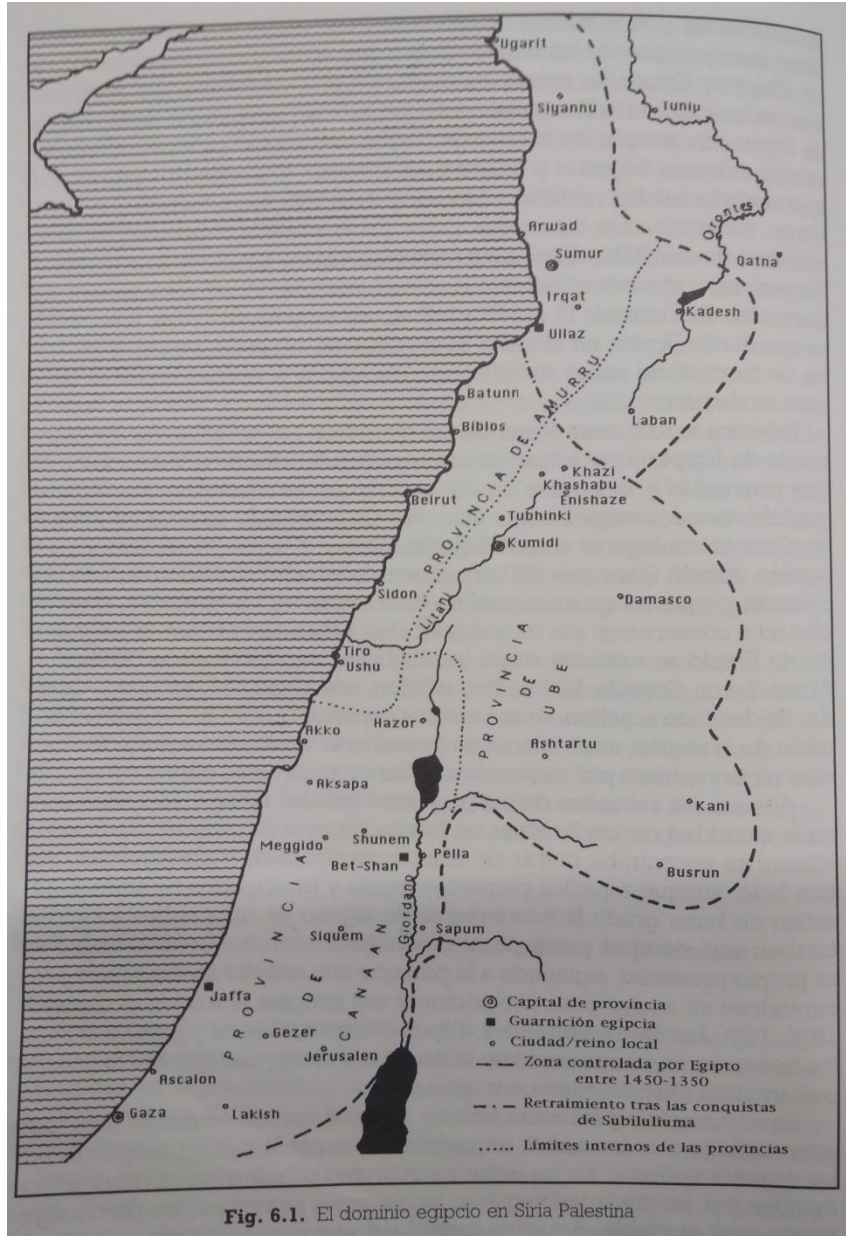 Ugarit
Siyannu
Tunip
Orontes
Arwad
Sumur
Qatna
Irqat
Kadesh
Ullaz
PROVINCIA DE AMURRU
Batunn
Laban
Biblos
Khazi
Khashabu
Enishaze
Beirut
Tubhinki
Kumidi
Sidon
Damasco
Litani
Tiro
Ushu
PROVINCIA
DE
UBE
Hazor
Akko
Ashtartu
Aksapa
Kani
Shunem
Meggido
Pella
Bet-Shan
Busrun
Giordano
Siquem
Sapum
PROVINCIA
DE
CANAAN
Jaffa
Gezer
Jerusalen
Ascalon
Gaza
Lakish
Capital de provincia
Guarnición egipcia
Ciudad/reino local
Zona controlada por Egipto
entre 1450-1350
Retraimiento tras las conquistas
de Subiluliuma
Limites internos de las provincias
Fig. 6.1. El dominio egipcio en Siria Palestina